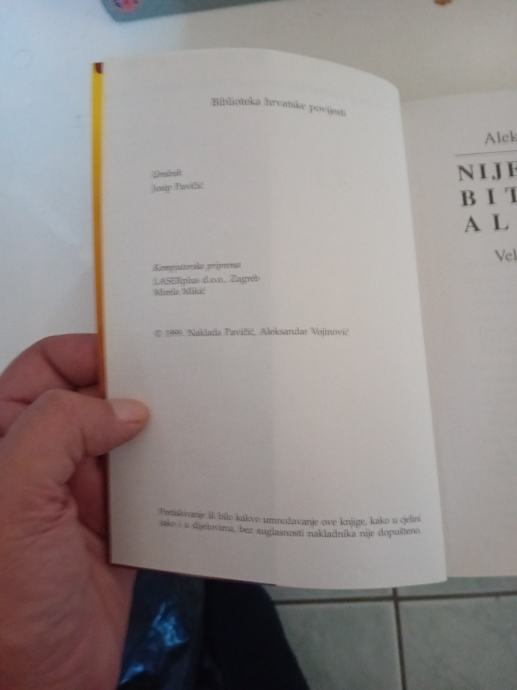 Biblioteka hrvatske povijesti
Urednik
Josip Pavičić
Kompjutorska priprema
LASERplus d.o.o., Zagreb
Mirela Mikić
© 1999. Naklada Pavičić, Aleksandar Vojinović
Pretiskivanje ili bilo kakvo umnožavanje ove knjige, kako u cjelini
tako i u dijelovima, bez suglasnosti nakladnika nije dopušteno.
Alek
NIJE
BIT
AL
Vel